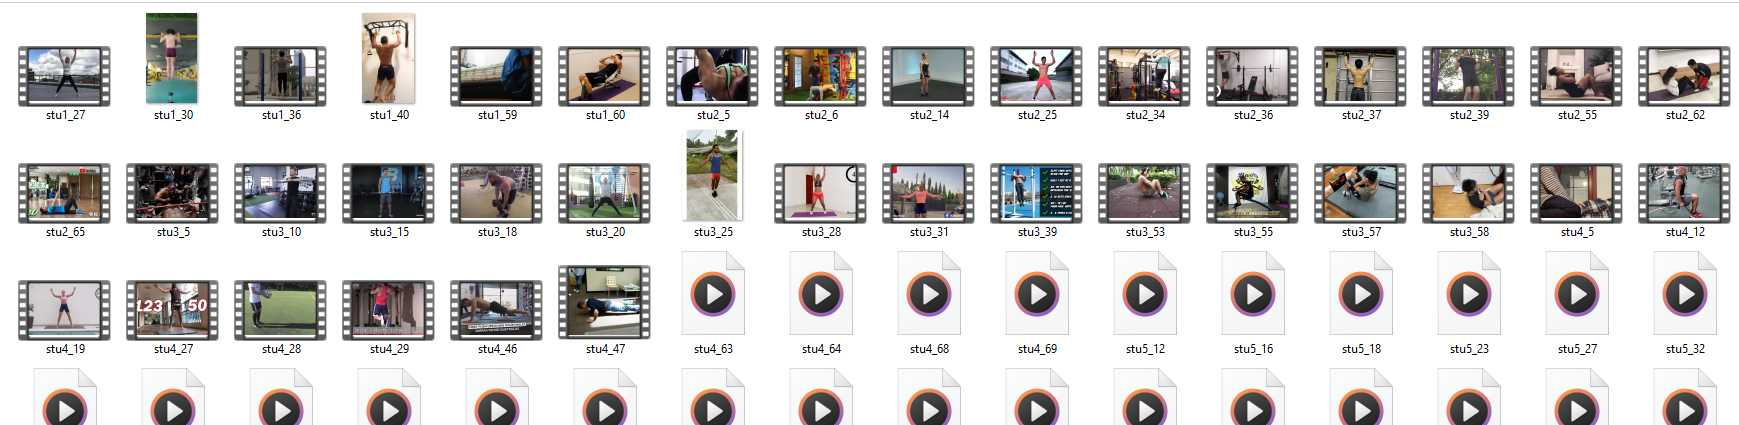 stu1_27 stu1_30 stu1_36 stu1_40 stu1_59 stu1_60 stu2_5 stu2_6 stu2_14 stu2_25 stu2_34 stu2_36 stu2_37 stu2_39 stu2_55 stu2_62
stu2_65 stu3_5 stu3_10 stu3_15 stu3_18 stu3_20 stu3_25 stu3_28 stu3_31 stu3_39 stu3_53 stu3_55 stu3_57 stu3_58 stu4_5 stu4_12
123 50
stu4_19 stu4_27 stu4_28 stu4_29 stu4_46 stu4_47 stu4_63 stu4_64 stu4_68 stu4_69 stu5_12 stu5_16 stu5_18 stu5_23 stu5_27 stu5_32